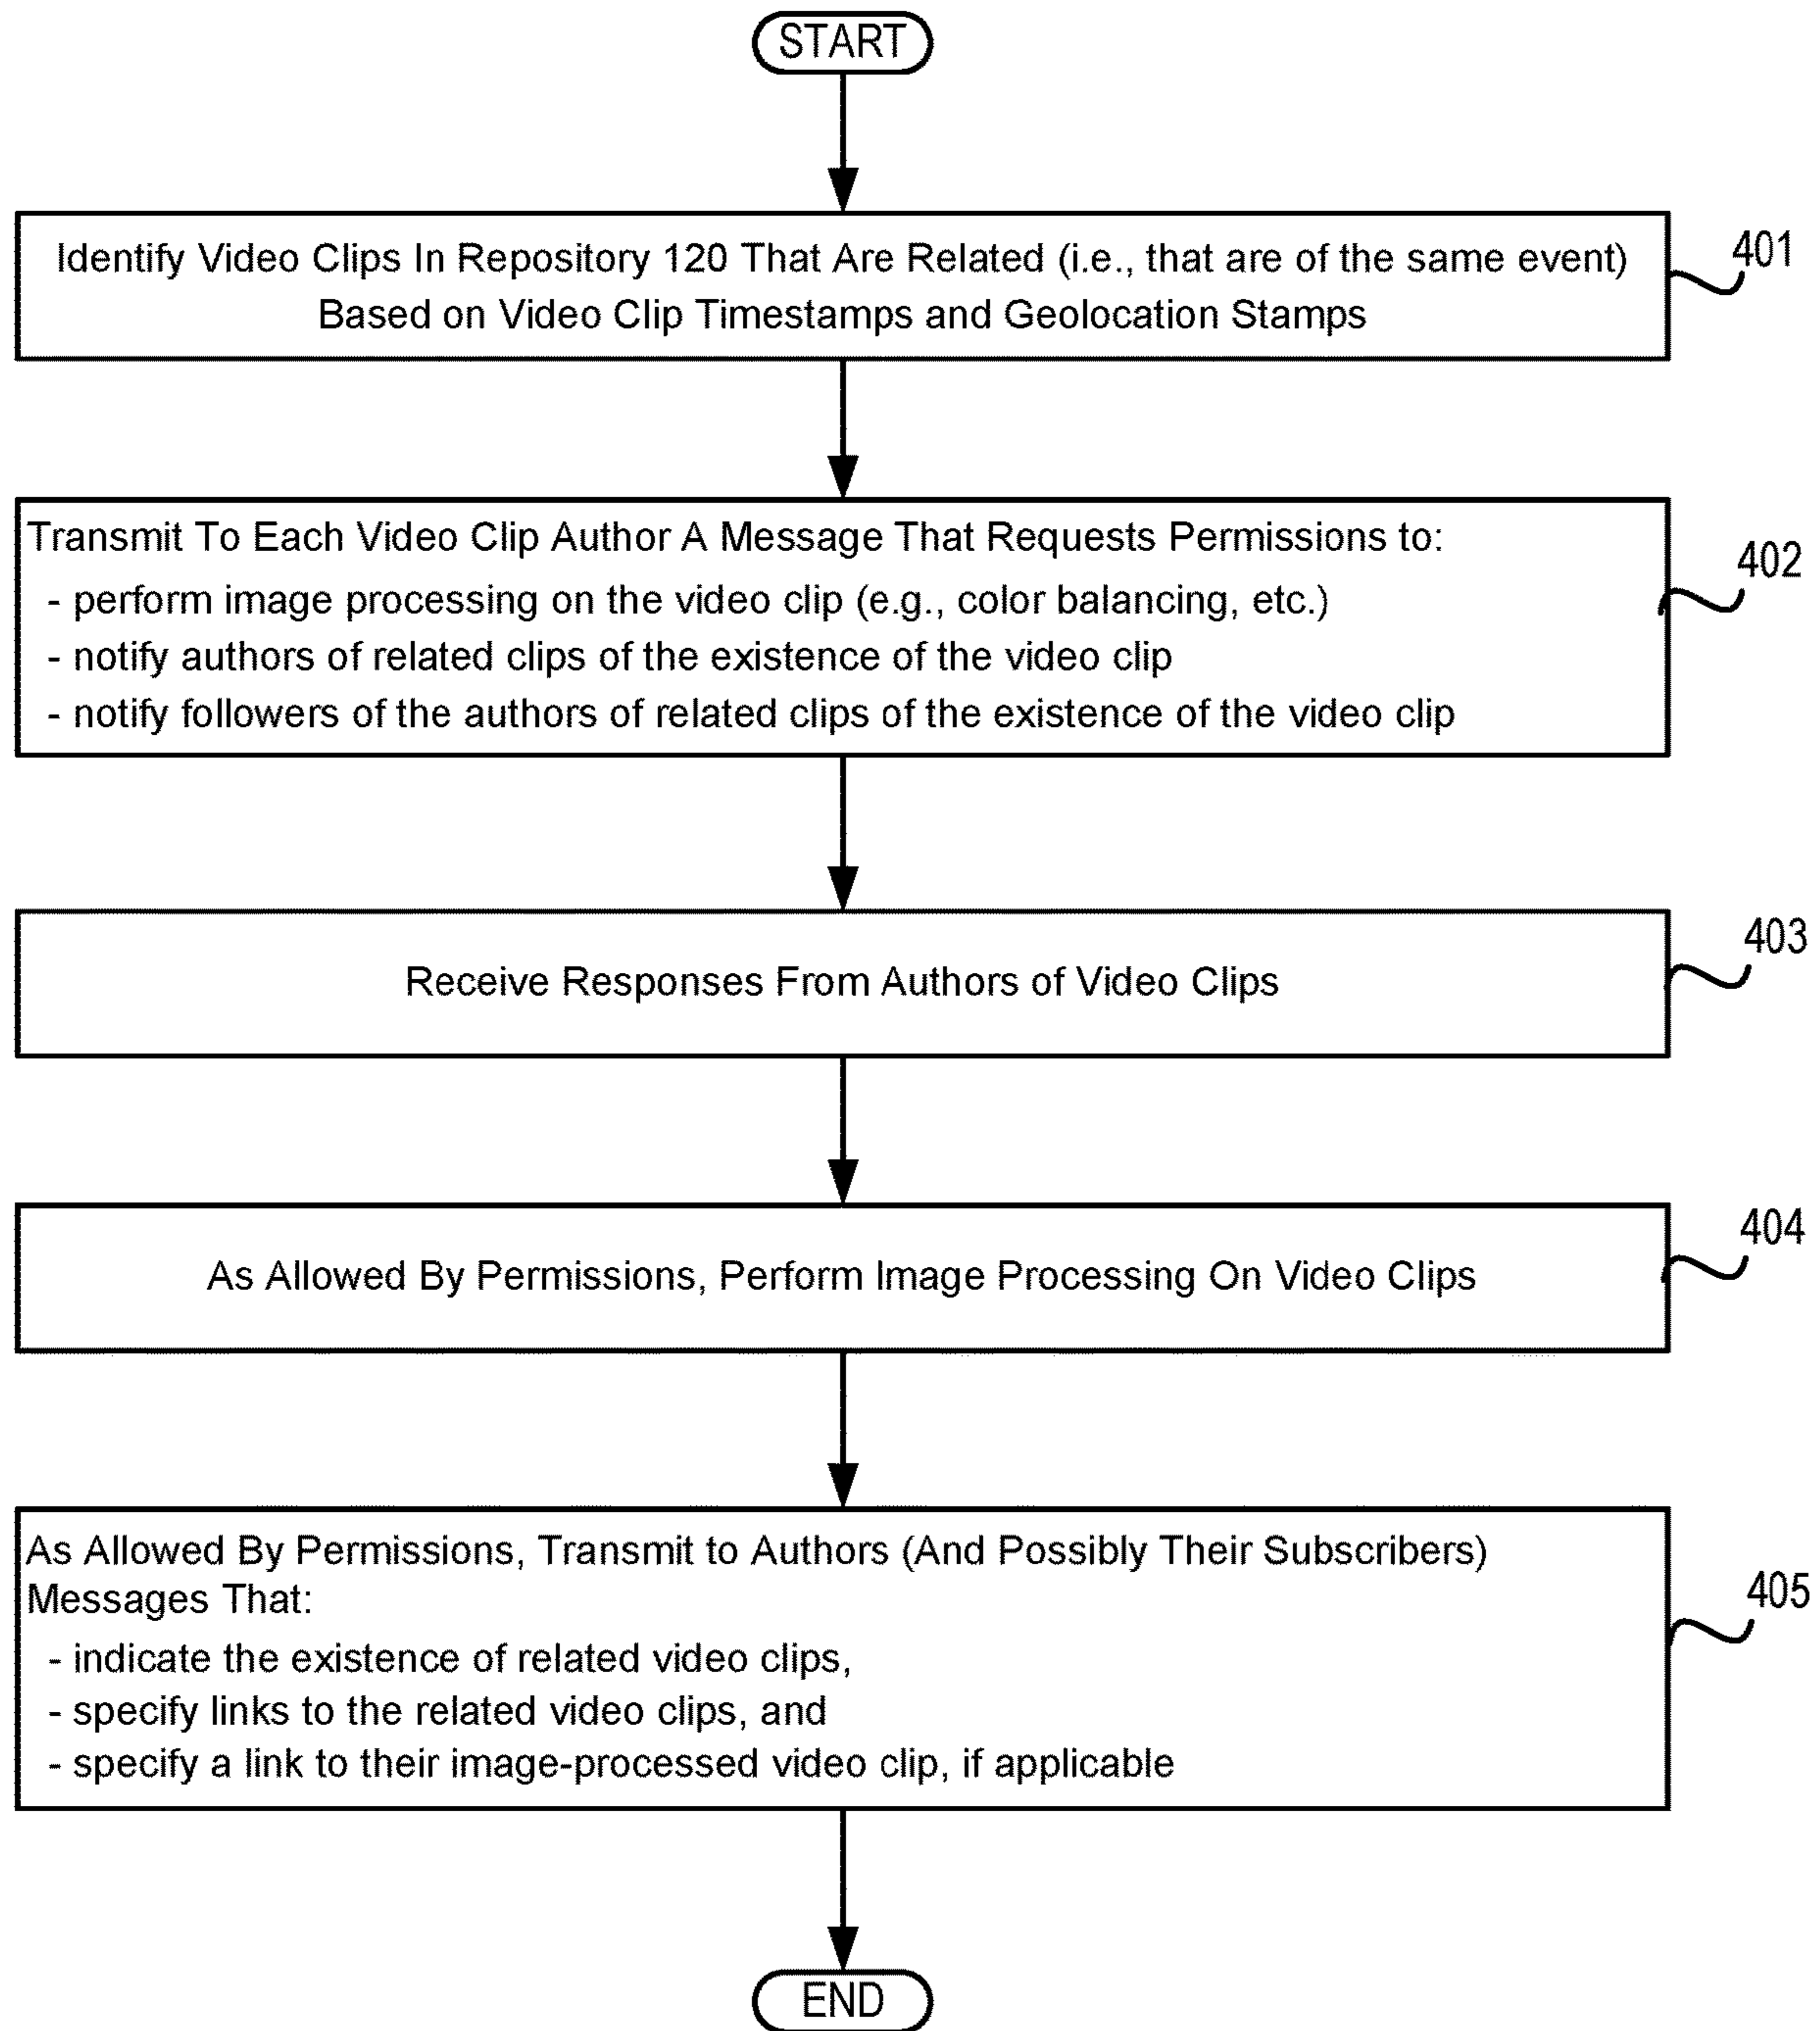 START
Identify Video Clips In Repository 120 That Are Related (i.e., that are of the same event)
Based on Video Clip Timestamps and Geolocation Stamps
401
Transmit To Each Video Clip Author A Message That Requests Permissions to:
- perform image processing on the video clip (e.g., color balancing, etc.)
- notify authors of related clips of the existence of the video clip
- notify followers of the authors of related clips of the existence of the video clip
402
Receive Responses From Authors of Video Clips
403
As Allowed By Permissions, Perform Image Processing On Video Clips
404
As Allowed By Permissions, Transmit to Authors (And Possibly Their Subscribers)
Messages That:
- indicate the existence of related video clips,
- specify links to the related video clips, and
- specify a link to their image-processed video clip, if applicable
405
END